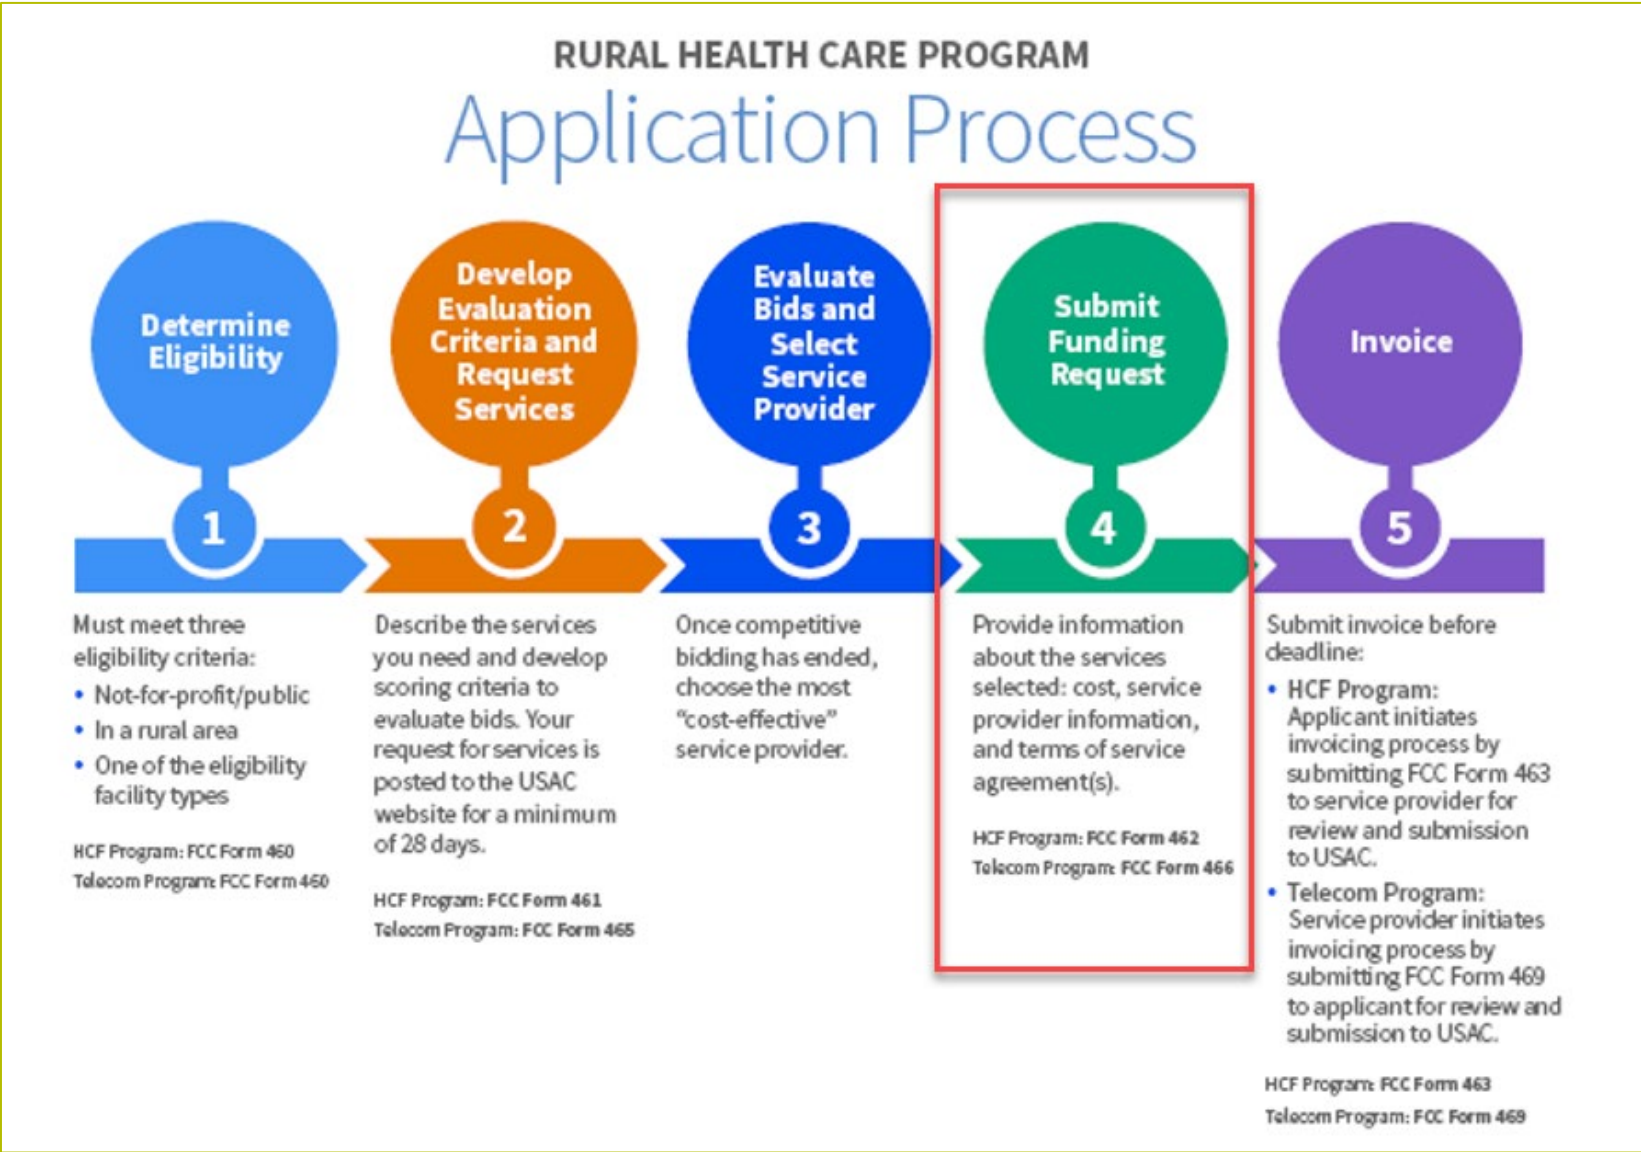 RURAL HEALTH CARE PROGRAM
Application Process
Determine
Eligibility
1
Must meet three
eligibility criteria:
• Not-for-profit/public
• In a rural area
• One of the eligibility
facility types
HCF Program: FCC Form 460
Telecom Program: FCC Form 460
Develop
Evaluation
Criteria and
Request
Services
2
Describe the services
you need and develop
scoring criteria to
evaluate bids. Your
request for services is
posted to the USAC
website for a minimum
of 28 days.
HCF Program: FCC Form 461
Telecom Program: FCC Form 465
Evaluate
Bids and
Select
Service
Provider
3
Once competitive
bidding has ended,
choose the most
“cost-effective”
service provider.
Submit
Funding
Request
4
Provide information
about the services
selected: cost, service
provider information,
and terms of service
agreement(s).
HCF Program: FCC Form 462
Telecom Program: FCC Form 466
Invoice
5
Submit invoice before
deadline:
• HCF Program:
Applicant initiates
invoicing process by
submitting FCC Form 463
to service provider for
review and submission
to USAC.
• Telecom Program:
Service provider initiates
invoicing process by
submitting FCC Form 469
to applicant for review and
submission to USAC.
HCF Program: FCC Form 463
Telecom Program: FCC Form 469